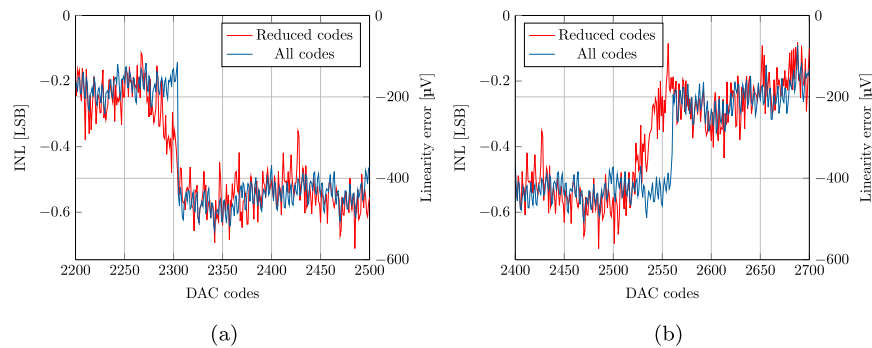 0
−0.2
−0.4
−0.6
INL [LSB]
2200
2250
2300
2350
2400
2450
2500
DAC codes
0
−200
−400
−600
Linearity error [µV]
Reduced codes
All codes
(a)
0
−0.2
−0.4
−0.6
INL [LSB]
2400
2450
2500
2550
2600
2650
2700
DAC codes
0
−200
−400
−600
Linearity error [µV]
Reduced codes
All codes
(b)